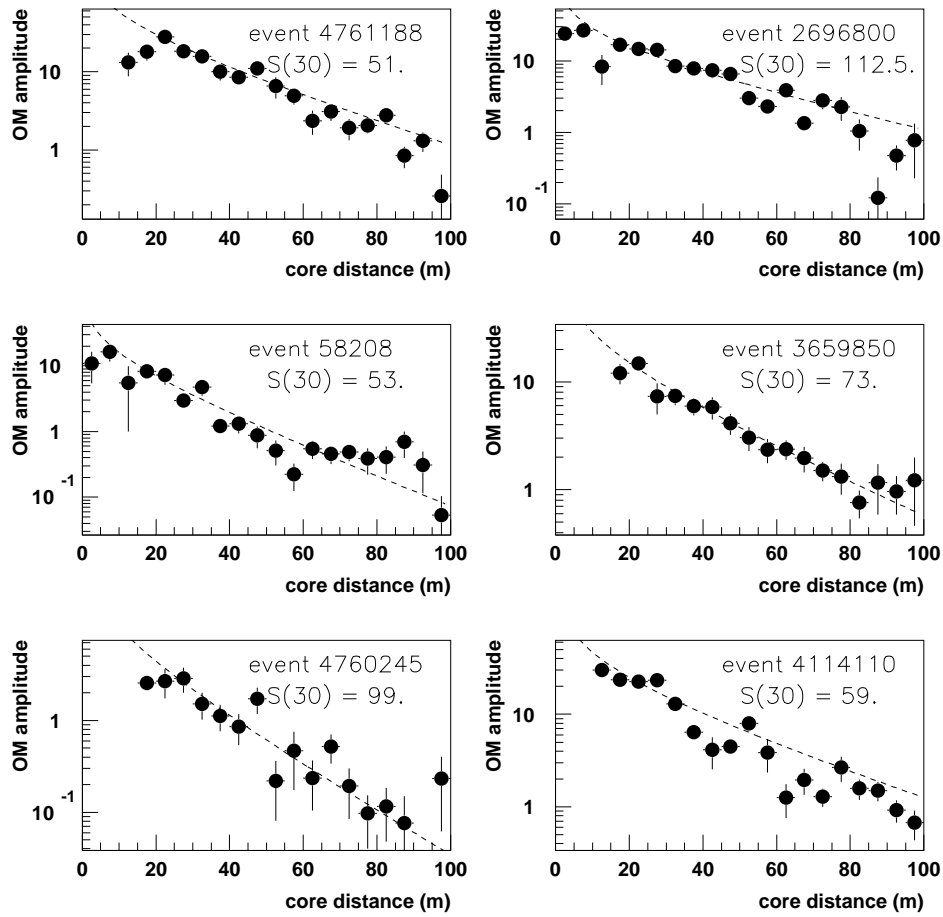 OM amplitude
event 4761188
S(30) = 51.
10
1
0 20 40 60 80 100
core distance (m)
OM amplitude
event 2696800
S(30) = 112.5.
10
1
10^-1
0 20 40 60 80 100
core distance (m)
OM amplitude
event 58208
S(30) = 53.
10
1
10^-1
0 20 40 60 80 100
core distance (m)
OM amplitude
event 3659850
S(30) = 73.
10
1
0 20 40 60 80 100
core distance (m)
OM amplitude
event 4760245
S(30) = 99.
1
10^-1
0 20 40 60 80 100
core distance (m)
OM amplitude
event 4114110
S(30) = 59.
10
1
0 20 40 60 80 100
core distance (m)